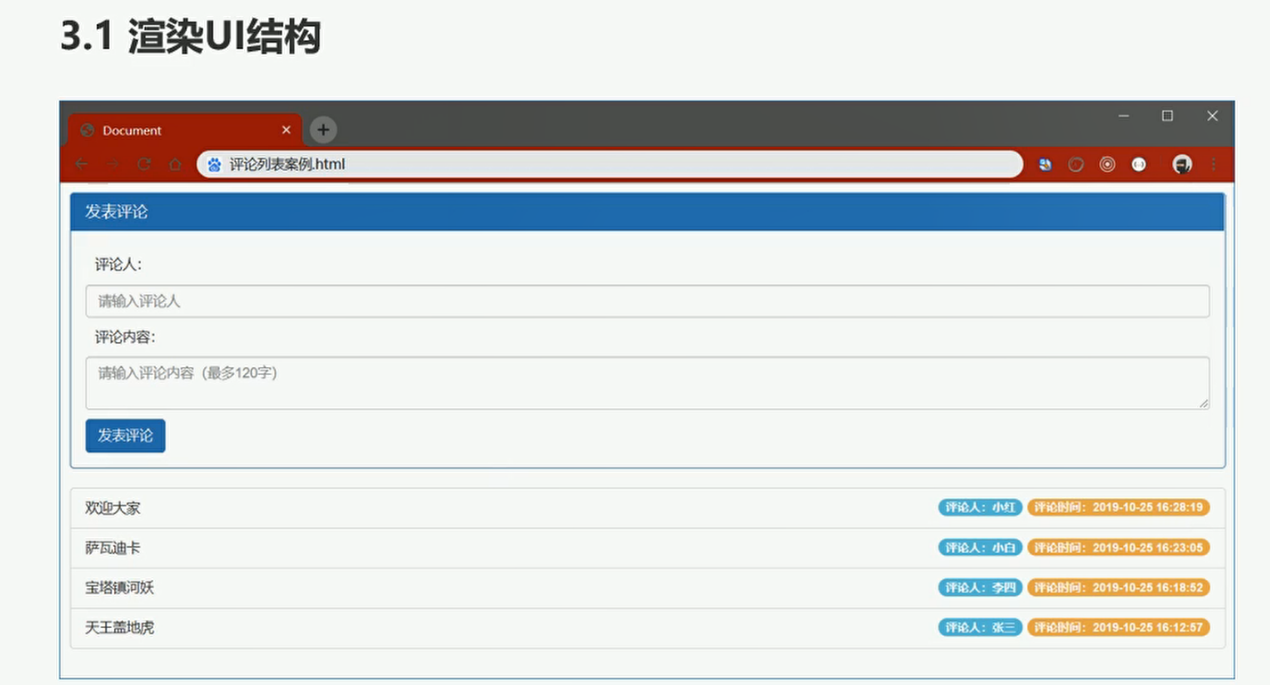 3.1 渲染UI结构
Document
评论列表案例.html
发表评论
评论人：
请输入评论人
评论内容：
请输入评论内容（最多120字）
发表评论
欢迎大家 评论人：小红 评论时间：2019-10-25 16:28:19
萨瓦迪卡 评论人：小白 评论时间：2019-10-25 16:23:05
宝塔镇河妖 评论人：李四 评论时间：2019-10-25 16:18:52
天王盖地虎 评论人：张三 评论时间：2019-10-25 16:12:57